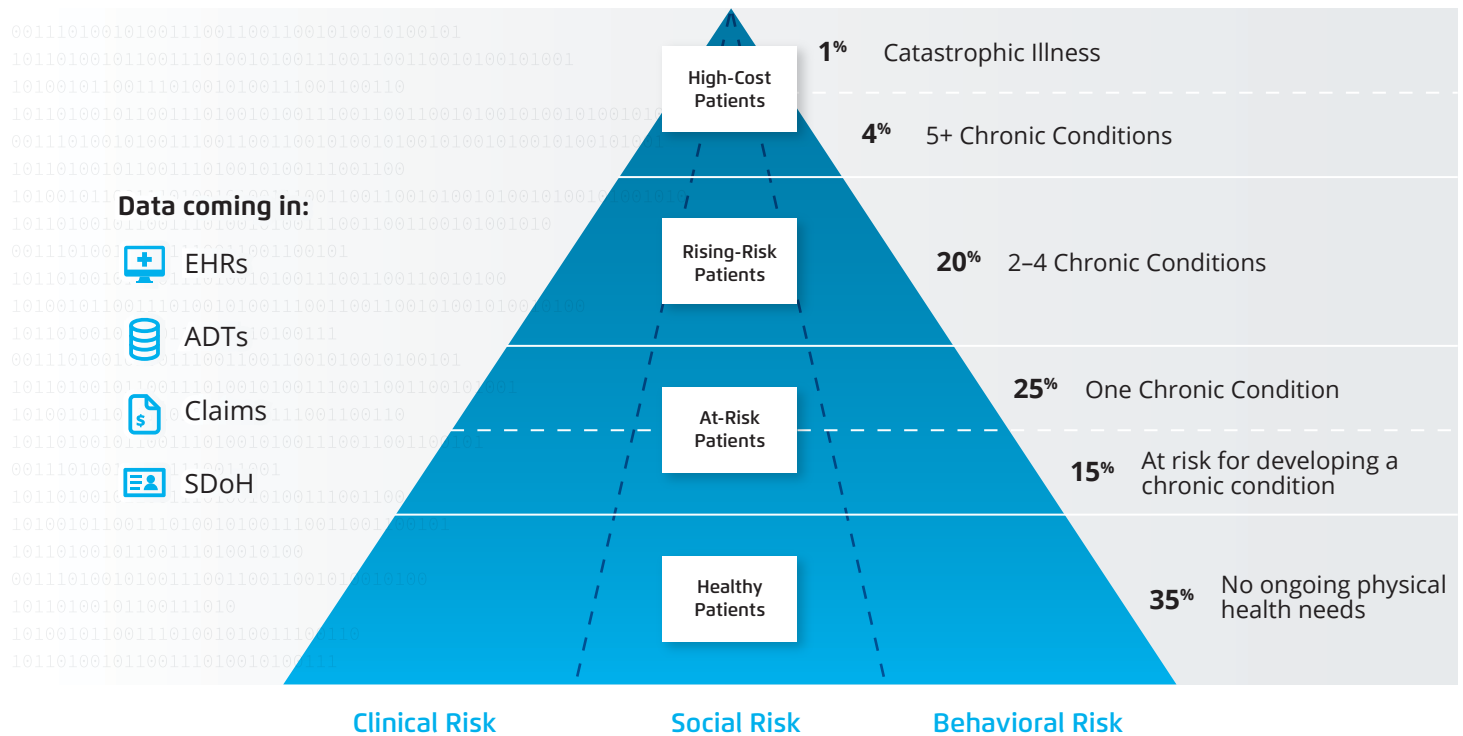 Data coming in:
EHRs
ADTs
Claims
SDoH
High-Cost
Patients
1% Catastrophic Illness
4% 5+ Chronic Conditions
Rising-Risk
Patients
20% 2–4 Chronic Conditions
At-Risk
Patients
25% One Chronic Condition
15% At risk for developing a
chronic condition
Healthy
Patients
35% No ongoing physical
health needs
Clinical Risk Social Risk Behavioral Risk